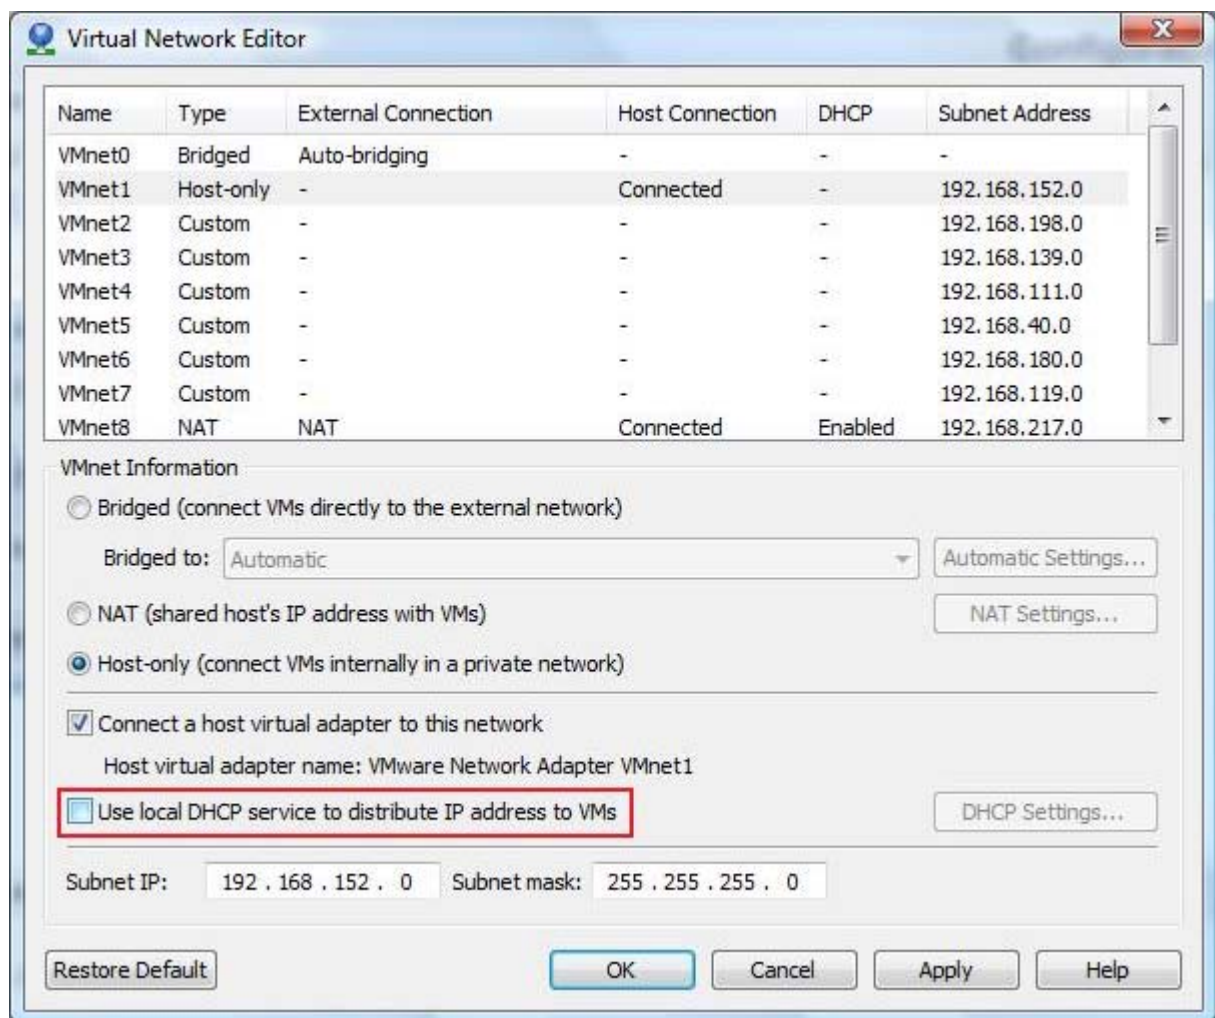 Virtual Network Editor
Name Type External Connection Host Connection DHCP Subnet Address
VMnet0 Bridged Auto-bridging - - -
VMnet1 Host-only - Connected - 192.168.152.0
VMnet2 Custom - - - 192.168.198.0
VMnet3 Custom - - - 192.168.139.0
VMnet4 Custom - - - 192.168.111.0
VMnet5 Custom - - - 192.168.40.0
VMnet6 Custom - - - 192.168.180.0
VMnet7 Custom - - - 192.168.119.0
VMnet8 NAT NAT Connected Enabled 192.168.217.0
VMnet Information
Bridged (connect VMs directly to the external network)
Bridged to: Automatic Automatic Settings...
NAT (shared host's IP address with VMs) NAT Settings...
Host-only (connect VMs internally in a private network)
Connect a host virtual adapter to this network
Host virtual adapter name: VMware Network Adapter VMnet1
Use local DHCP service to distribute IP address to VMs DHCP Settings...
Subnet IP: 192 . 168 . 152 . 0 Subnet mask: 255 . 255 . 255 . 0
Restore Default OK Cancel Apply Help